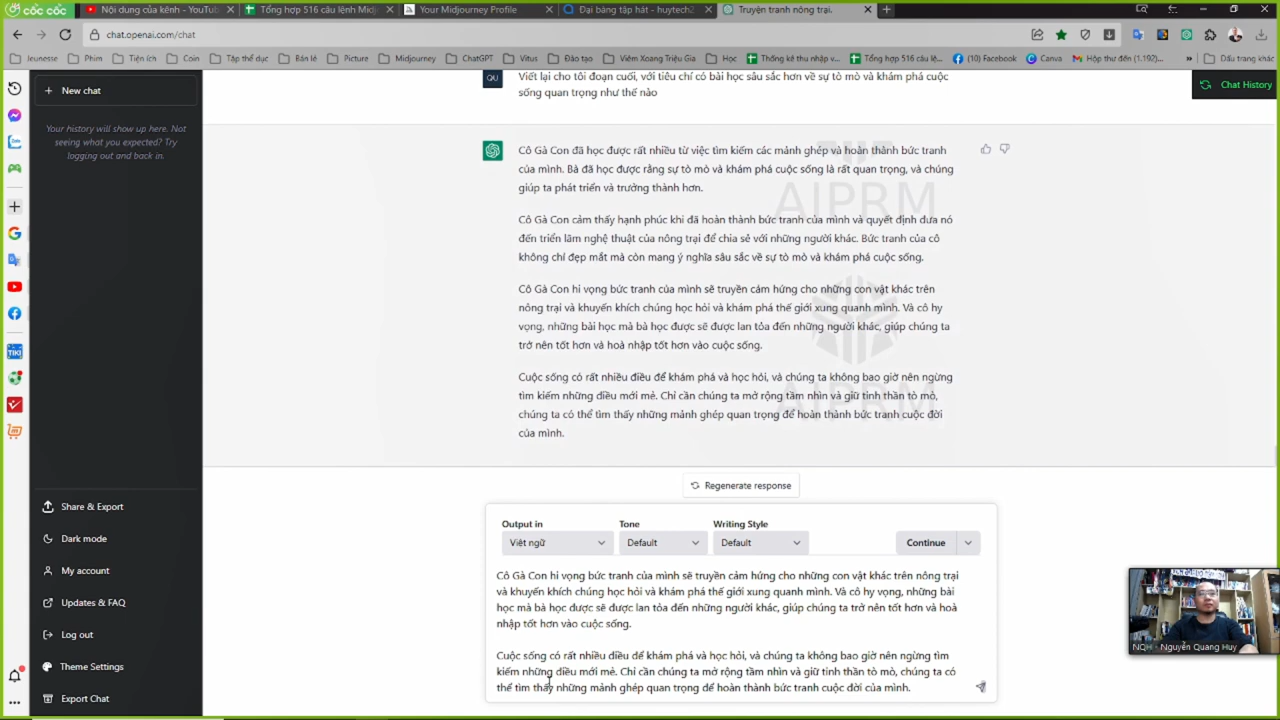 cốc cốc
Nội dung của kênh - YouTub
Tổng hợp 516 câu lệnh Midj
Your Midjourney Profile
Đại bàng tập hát - huytech2
Truyện tranh nông trại.
chat.openai.com/chat
Jeunesse
Phim
Tiện ích
Coin
Tập thể dục
Bán lẻ
Picture
Midjourney
ChatGPT
Vitus
Đào tạo
Viêm Xoang Triệu Gia
Học
Thống kê thu nhập v...
Tổng hợp 516 câu lệ...
(10) Facebook
Canva
Hộp thư đến (1.192)...
Dấu trang khác
New chat
Your history will show up here. Not
seeing what you expected? Try
logging out and back in.
Share & Export
Dark mode
My account
Updates & FAQ
Log out
Theme Settings
Export Chat
Chat History
QU
Viết lại cho tôi đoạn cuối, với tiêu chí có bài học sâu sắc hơn về sự tò mò và khám phá cuộc
sống quan trọng như thế nào
Cô Gà Con đã học được rất nhiều từ việc tìm kiếm các mảnh ghép và hoàn thành bức tranh
của mình. Bà đã học được rằng sự tò mò và khám phá cuộc sống là rất quan trọng, và chúng
giúp ta phát triển và trưởng thành hơn.
Cô Gà Con cảm thấy hạnh phúc khi đã hoàn thành bức tranh của mình và quyết định đưa nó
đến triển lãm nghệ thuật của nông trại để chia sẻ với những người khác. Bức tranh của cô
không chỉ đẹp mắt mà còn mang ý nghĩa sâu sắc về sự tò mò và khám phá cuộc sống.
Cô Gà Con hi vọng bức tranh của mình sẽ truyền cảm hứng cho những con vật khác trên
nông trại và khuyến khích chúng học hỏi và khám phá thế giới xung quanh mình. Và cô hy
vọng, những bài học mà bà học được sẽ được lan tỏa đến những người khác, giúp chúng ta
trở nên tốt hơn và hoà nhập tốt hơn vào cuộc sống.
Cuộc sống có rất nhiều điều để khám phá và học hỏi, và chúng ta không bao giờ nên ngừng
tìm kiếm những điều mới mẻ. Chỉ cần chúng ta mở rộng tầm nhìn và giữ tinh thần tò mò,
chúng ta có thể tìm thấy những mảnh ghép quan trọng để hoàn thành bức tranh cuộc đời
của mình.
AIPRM
AIPRM
Regenerate response
Output in
Tone
Writing Style
Việt ngữ
Default
Default
Continue
Cô Gà Con hi vọng bức tranh của mình sẽ truyền cảm hứng cho những con vật khác trên nông trại
và khuyến khích chúng học hỏi và khám phá thế giới xung quanh mình. Và cô hy vọng, những bài
học mà bà học được sẽ được lan tỏa đến những người khác, giúp chúng ta trở nên tốt hơn và hoà
nhập tốt hơn vào cuộc sống.
Cuộc sống có rất nhiều điều để khám phá và học hỏi, và chúng ta không bao giờ nên ngừng tìm
kiếm những điều mới mẻ. Chỉ cần chúng ta mở rộng tầm nhìn và giữ tinh thần tò mò, chúng ta có
thể tìm thấy những mảnh ghép quan trọng để hoàn thành bức tranh cuộc đời của mình.
NQH - Nguyễn Quang Huy